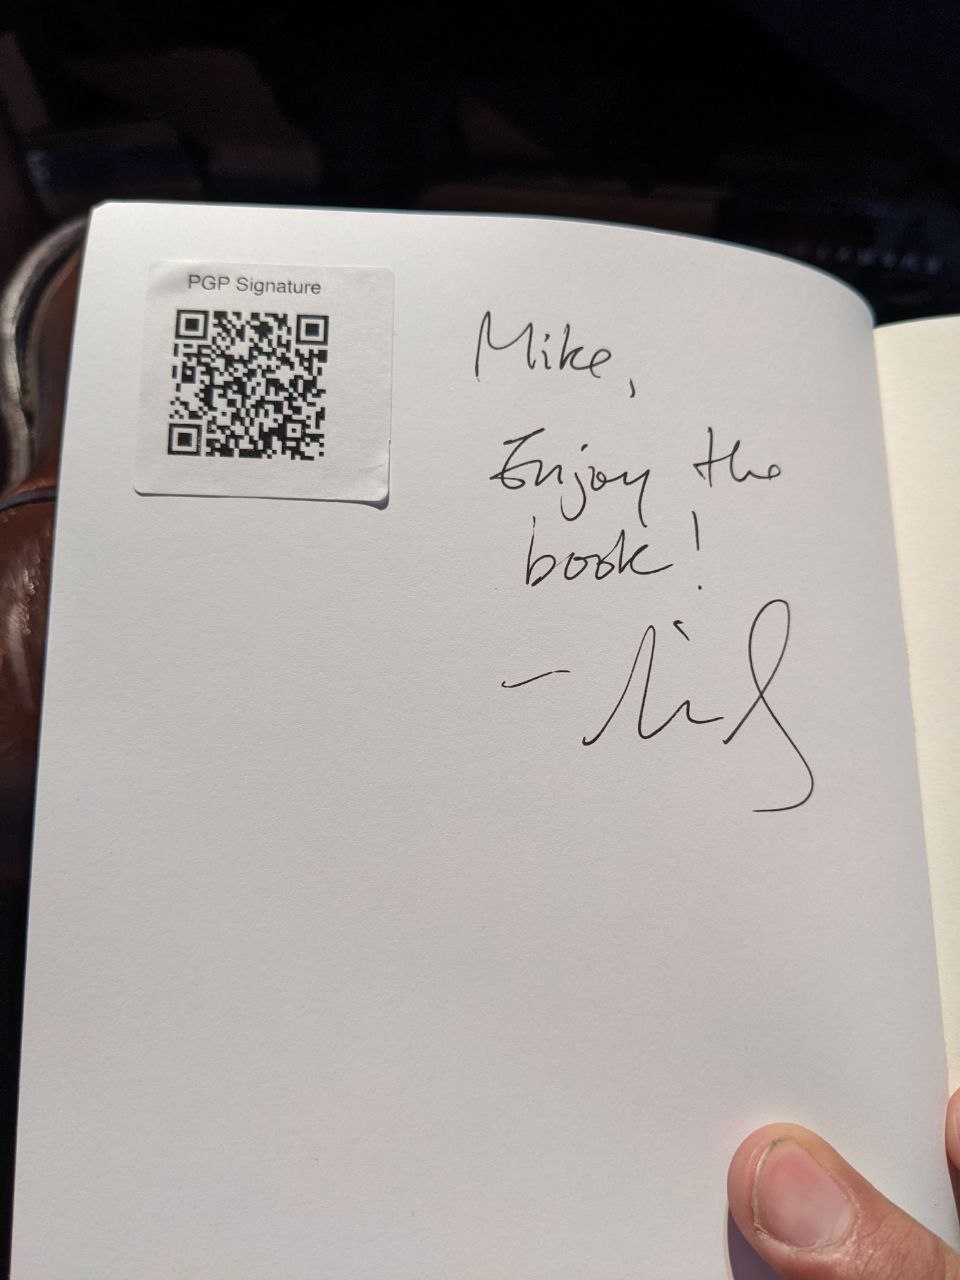 PGP Signature
Mike,
Enjoy the
book!